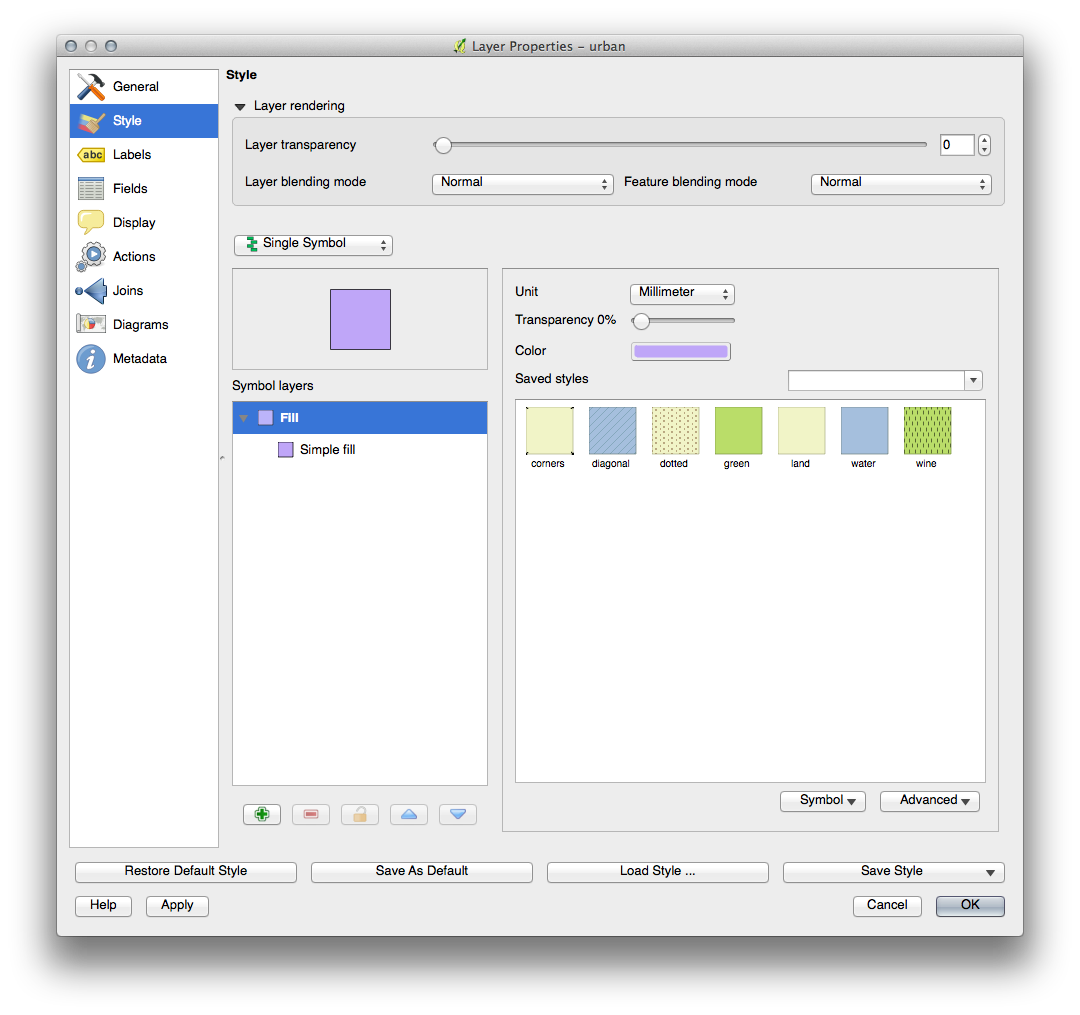 Layer Properties – urban
General
Style
abc
Labels
Fields
Display
Actions
Joins
Diagrams
i
Metadata
Style
Layer rendering
Layer transparency
0
Layer blending mode
Normal
Feature blending mode
Normal
Single Symbol
Symbol layers
Fill
Simple fill
Unit
Millimeter
Transparency 0%
Color
Saved styles
corners
diagonal
dotted
green
land
water
wine
Symbol
Advanced
Restore Default Style
Save As Default
Load Style ...
Save Style
Help
Apply
Cancel
OK